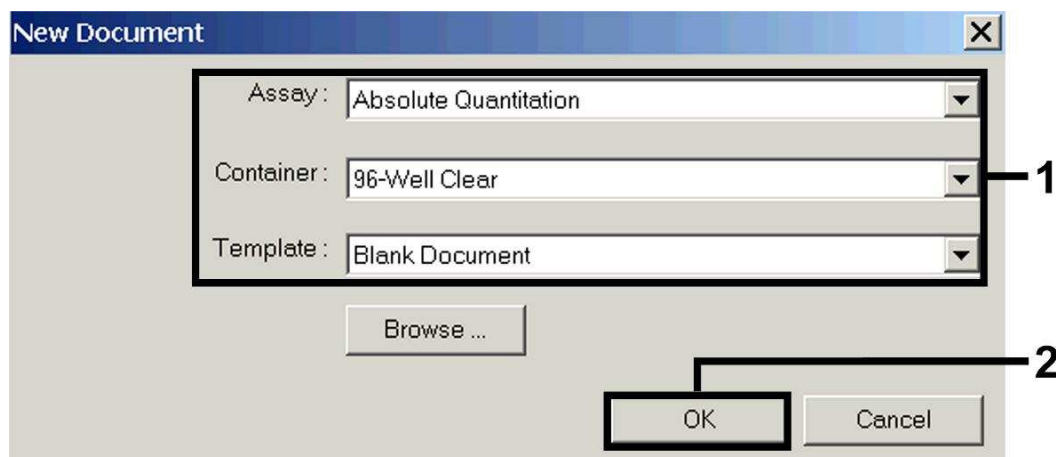 New Document
Assay: Absolute Quantitation
Container: 96-Well Clear
1
Template: Blank Document
Browse ...
2
OK Cancel